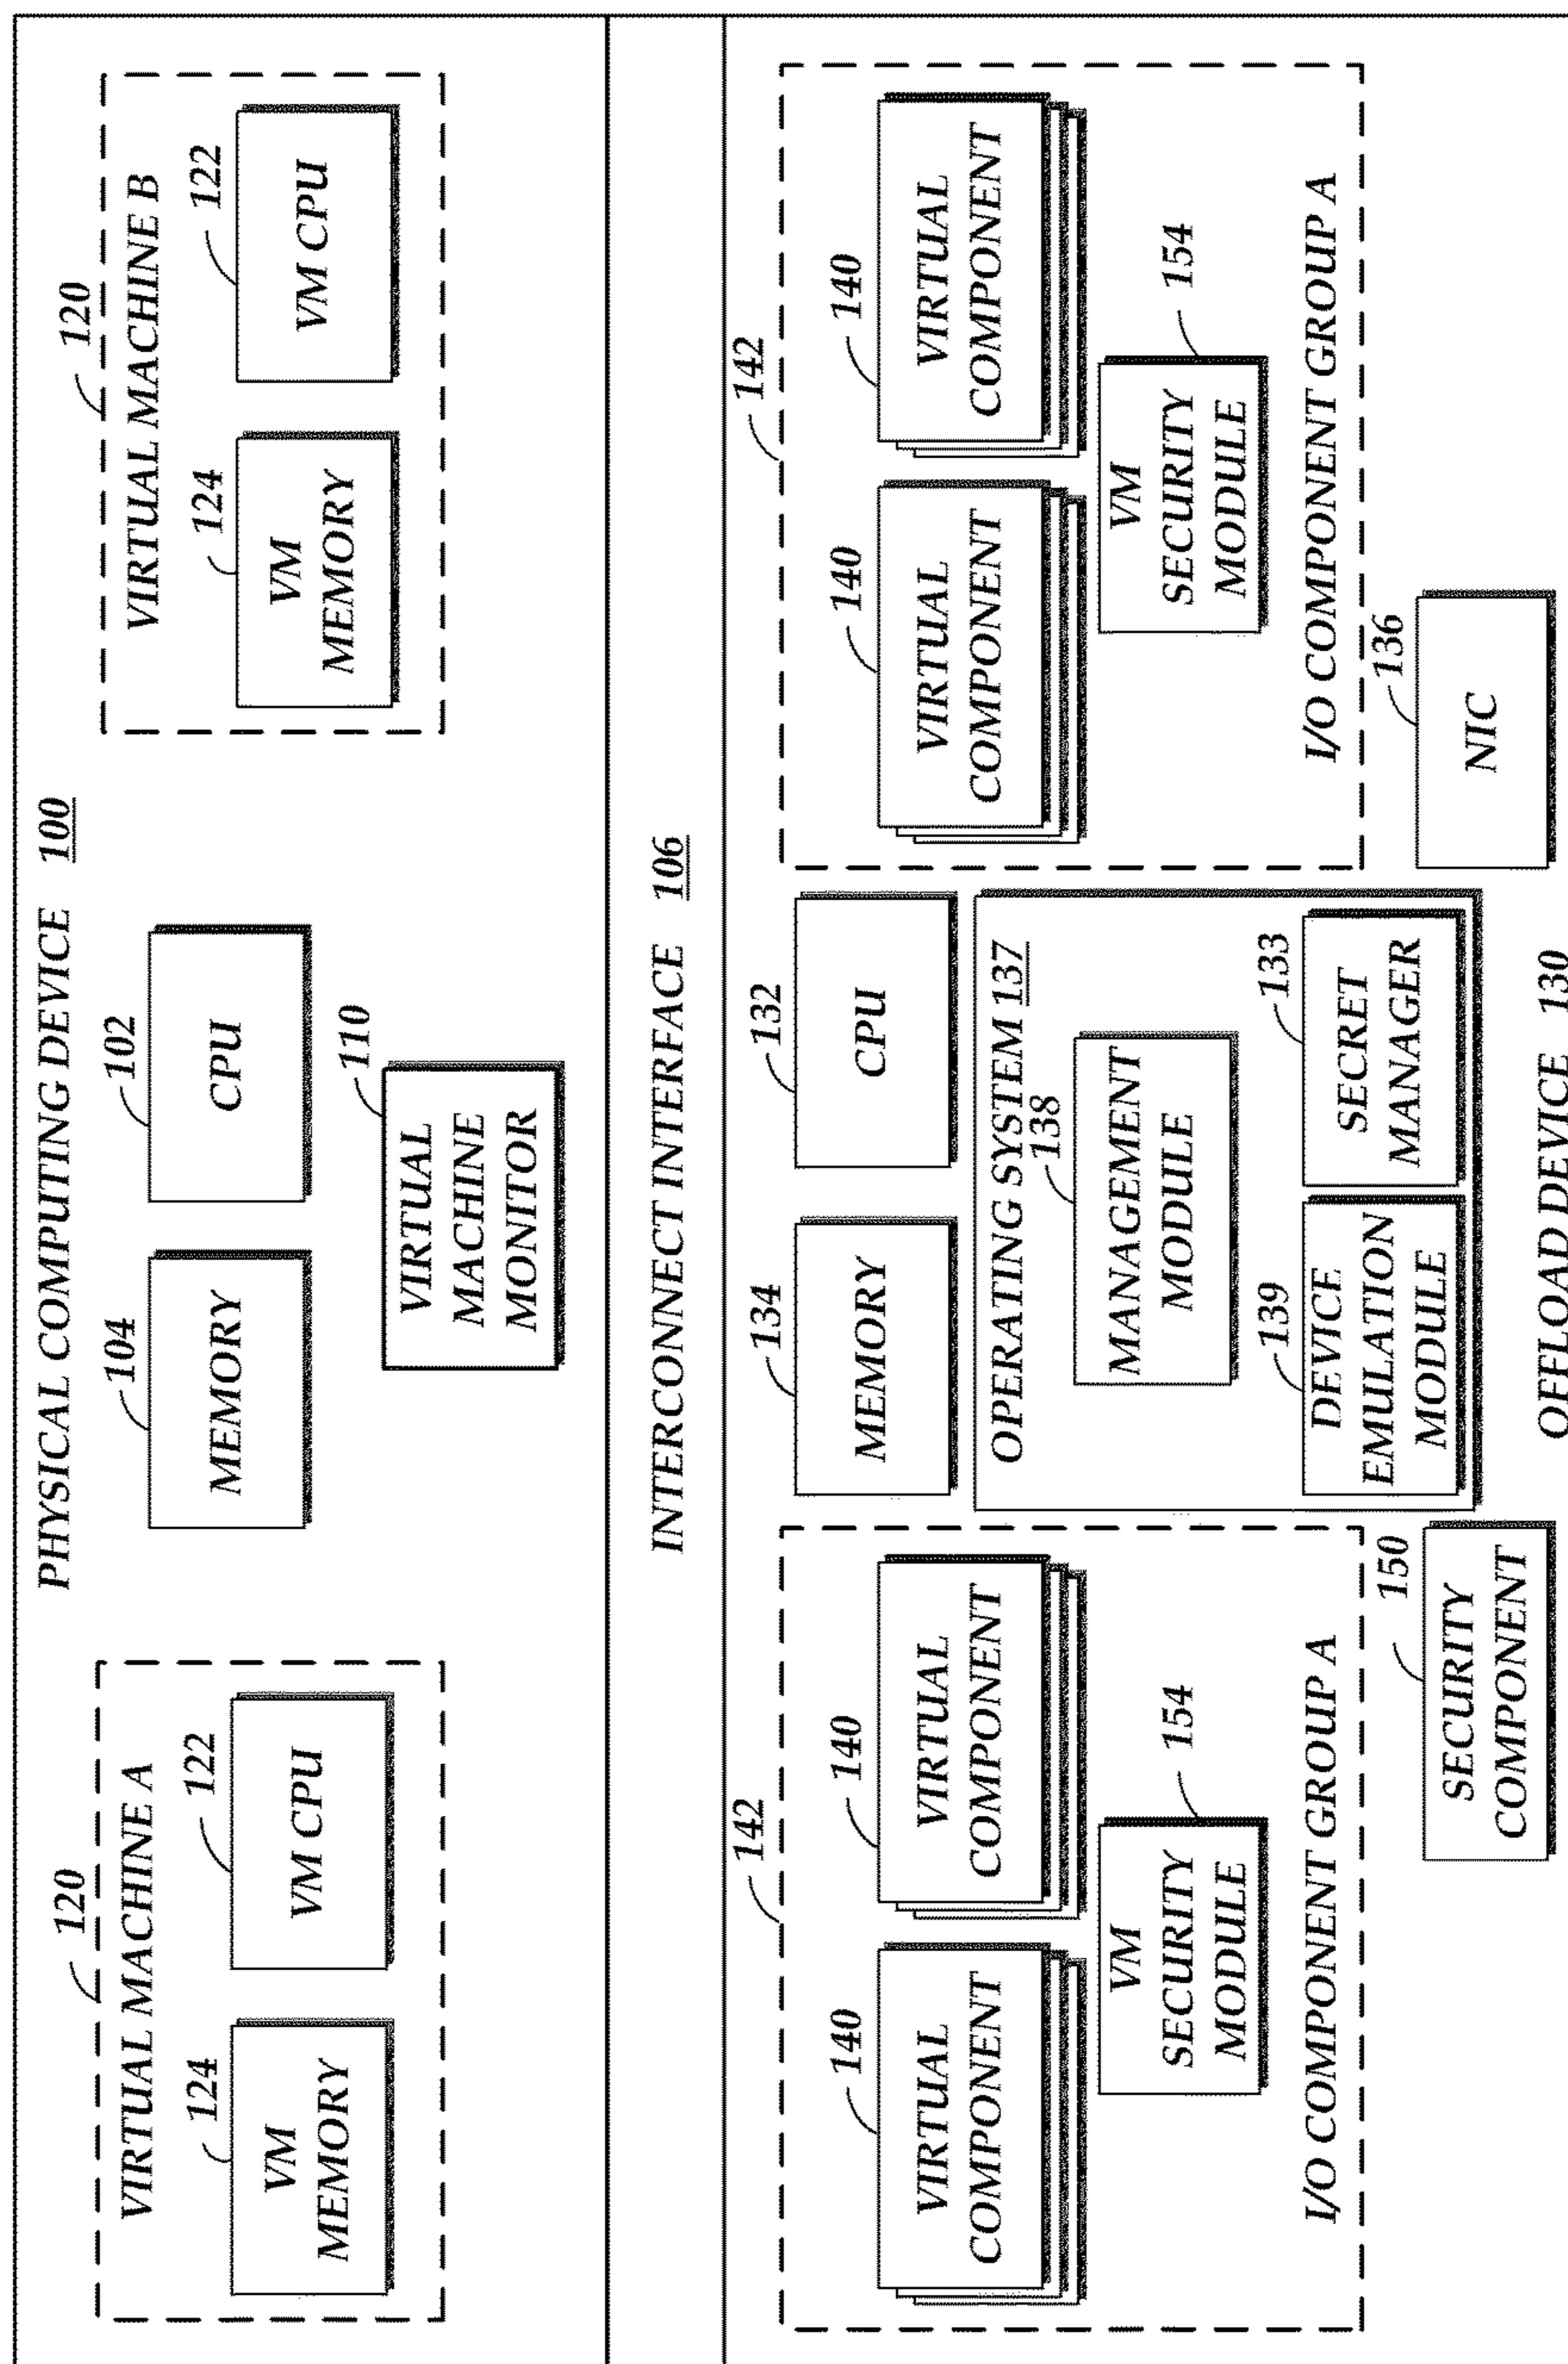 PHYSICAL COMPUTING DEVICE 100
120
VIRTUAL MACHINE A
124
VM
MEMORY
122
VM CPU
104
MEMORY
102
CPU
110
VIRTUAL
MACHINE
MONITOR
120
VIRTUAL MACHINE B
124
VM
MEMORY
122
VM CPU
INTERCONNECT INTERFACE 106
142
140
VIRTUAL
COMPONENT
140
VIRTUAL
COMPONENT
154
VM
SECURITY
MODULE
I/O COMPONENT GROUP A
150
SECURITY
COMPONENT
134
MEMORY
132
CPU
OPERATING SYSTEM 137
138
MANAGEMENT
MODULE
139
DEVICE
EMULATION
MODULE
133
SECRET
MANAGER
142
140
VIRTUAL
COMPONENT
140
VIRTUAL
COMPONENT
154
VM
SECURITY
MODULE
I/O COMPONENT GROUP A
136
NIC
OFFLOAD DEVICE 130